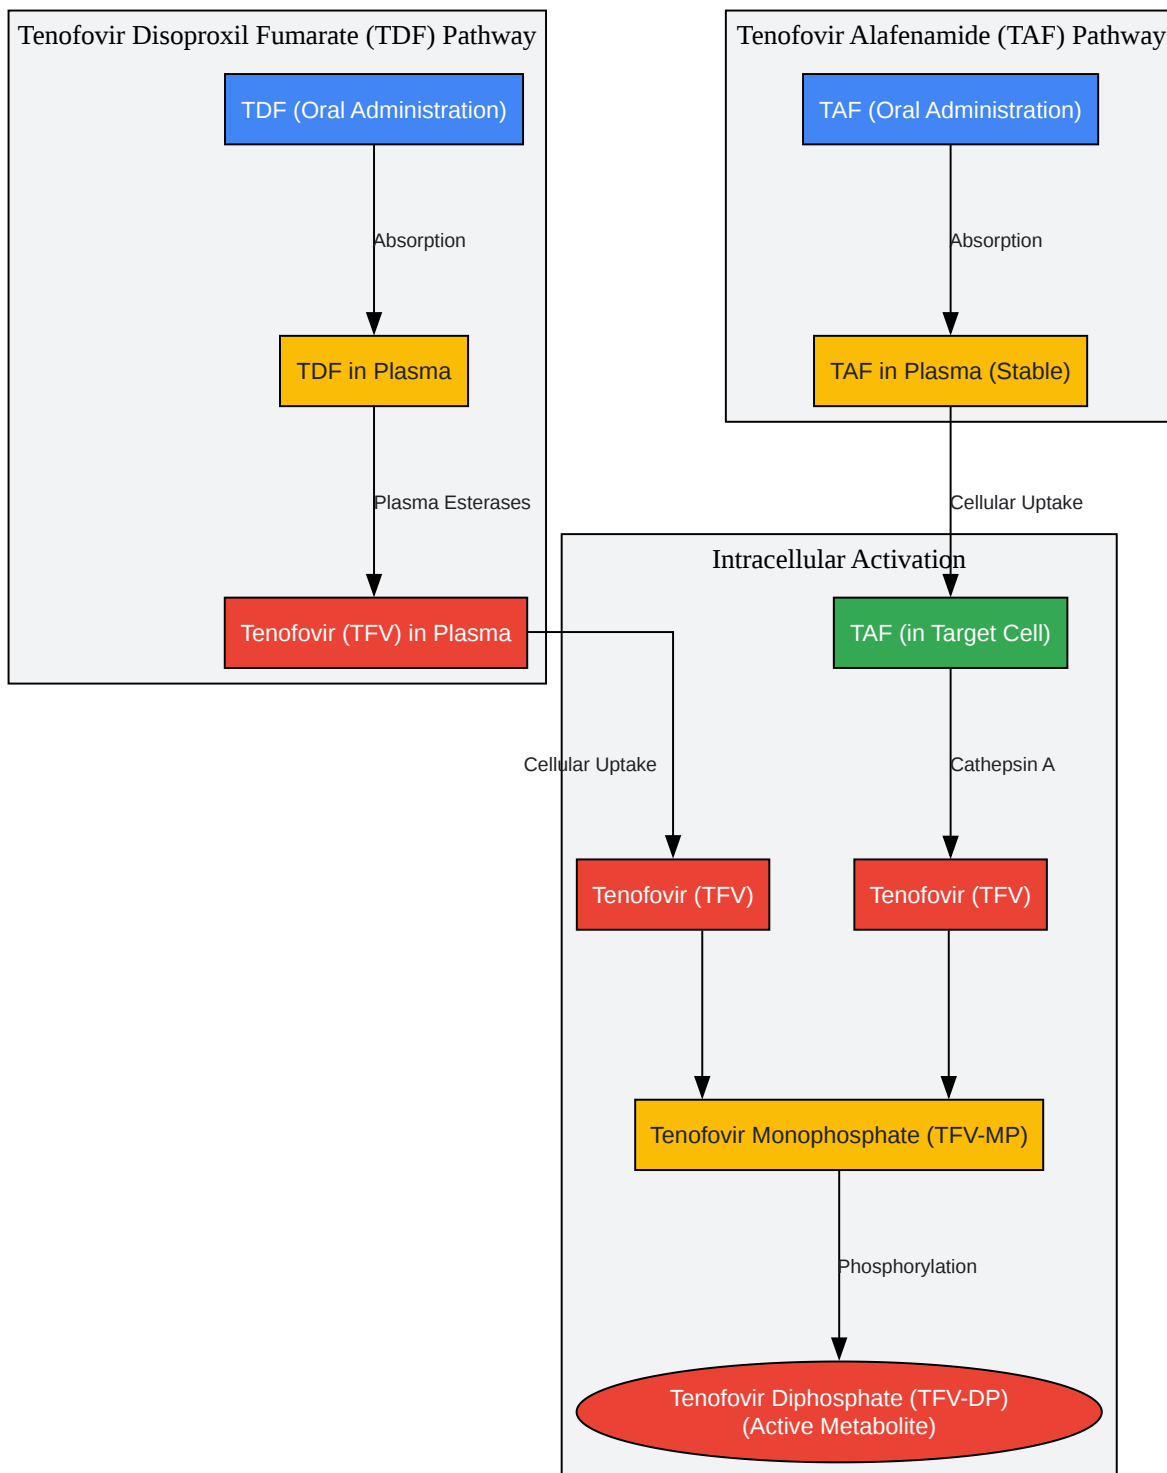 Tenofovir Disoproxil Fumarate (TDF) Pathway
TDF (Oral Administration)
Absorption
TDF in Plasma
Plasma Esterases
Tenofovir (TFV) in Plasma
Tenofovir Alafenamide (TAF) Pathway
TAF (Oral Administration)
Absorption
TAF in Plasma (Stable)
Cellular Uptake
Intracellular Activation
TAF (in Target Cell)
Cellular Uptake
Cathepsin A
Tenofovir (TFV)
Tenofovir (TFV)
Tenofovir Monophosphate (TFV-MP)
Phosphorylation
Tenofovir Diphosphate (TFV-DP)
(Active Metabolite)